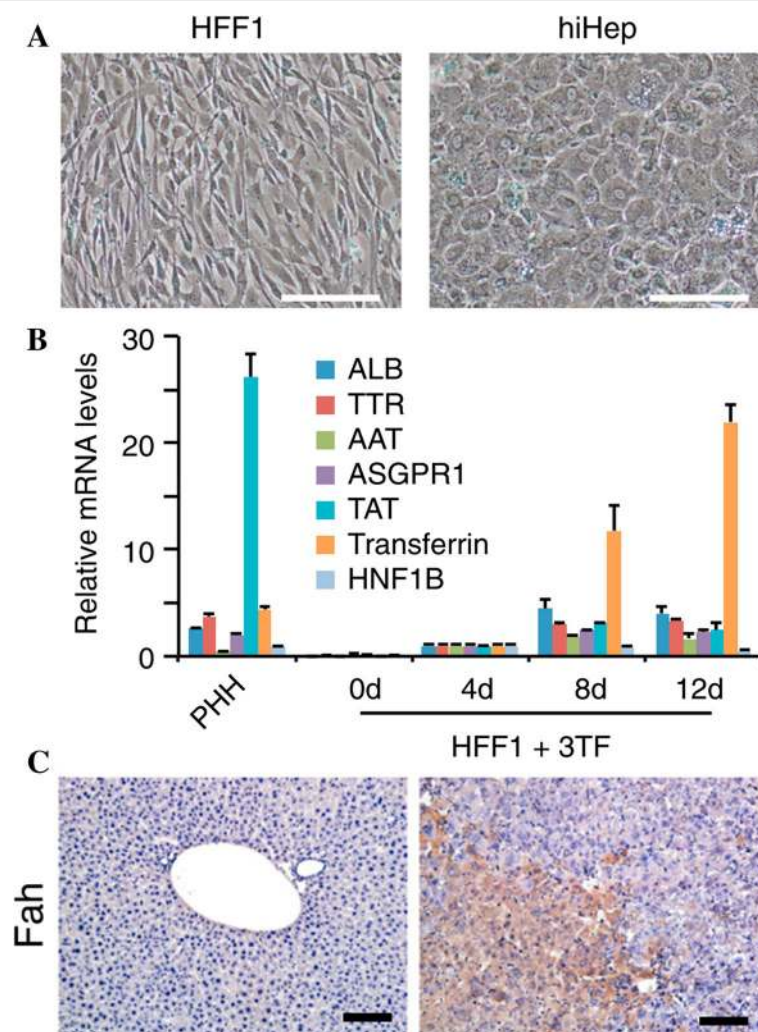 A
HFF1
hiHep
B
30
20
10
0
Relative mRNA levels
ALB
TTR
AAT
ASGPR1
TAT
Transferrin
HNF1B
PHH
0d
4d
8d
12d
HFF1 + 3TF
C
Fah